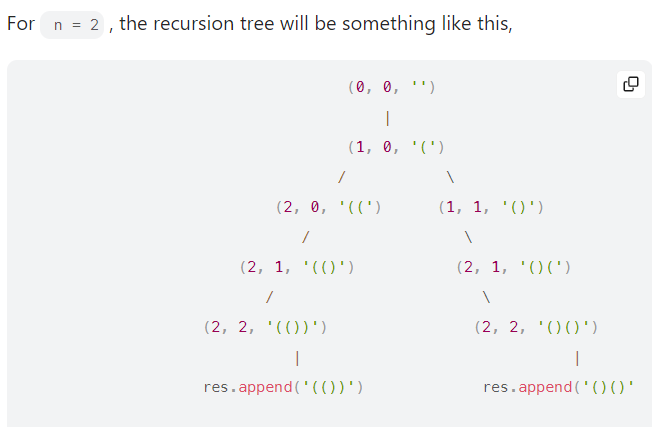 For n = 2 , the recursion tree will be something like this,
(0, 0, '')
|
(1, 0, '(')
/ \
(2, 0, '((') (1, 1, '()')
/ \
(2, 1, '(()') (2, 1, '()(')
/ \
(2, 2, '(())') (2, 2, '()()')
| |
res.append('(())') res.append('()()'